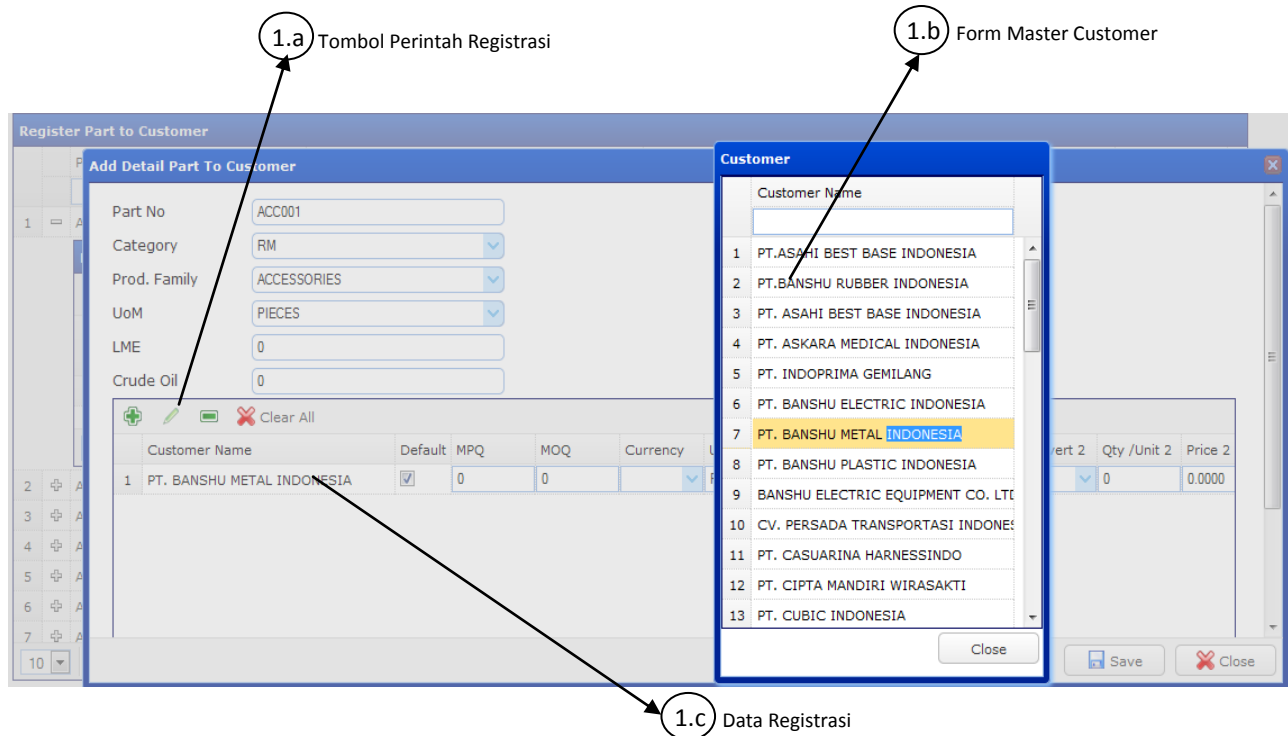 1.a Tombol Perintah Registrasi
1.b Form Master Customer
Register Part to Customer
Add Detail Part To Customer
Customer
Part No ACC001
Category RM
Prod. Family ACCESSORIES
UoM PIECES
LME 0
Crude Oil 0
Clear All
Customer Name Default MPQ MOQ Currency Qty /Unit 2 Price 2
1 PT. BANSHU METAL INDONESIA 0 0 0 0.0000
Customer Name
1 PT.ASAHI BEST BASE INDONESIA
2 PT.BANSHU RUBBER INDONESIA
3 PT. ASAHI BEST BASE INDONESIA
4 PT. ASKARA MEDICAL INDONESIA
5 PT. INDOPRIMA GEMILANG
6 PT. BANSHU ELECTRIC INDONESIA
7 PT. BANSHU METAL INDONESIA
8 PT. BANSHU PLASTIC INDONESIA
9 BANSHU ELECTRIC EQUIPMENT CO.
10 CV. PERSADA TRANSPORTASI
11 PT. CASUARINA HARNESSINDO
12 PT. CIPTA MANDIRI WIRASAKTI
13 PT. CUBIC INDONESIA
Close
1
2
3
4
5
6
7
10
Save Close
1.c Data Registrasi